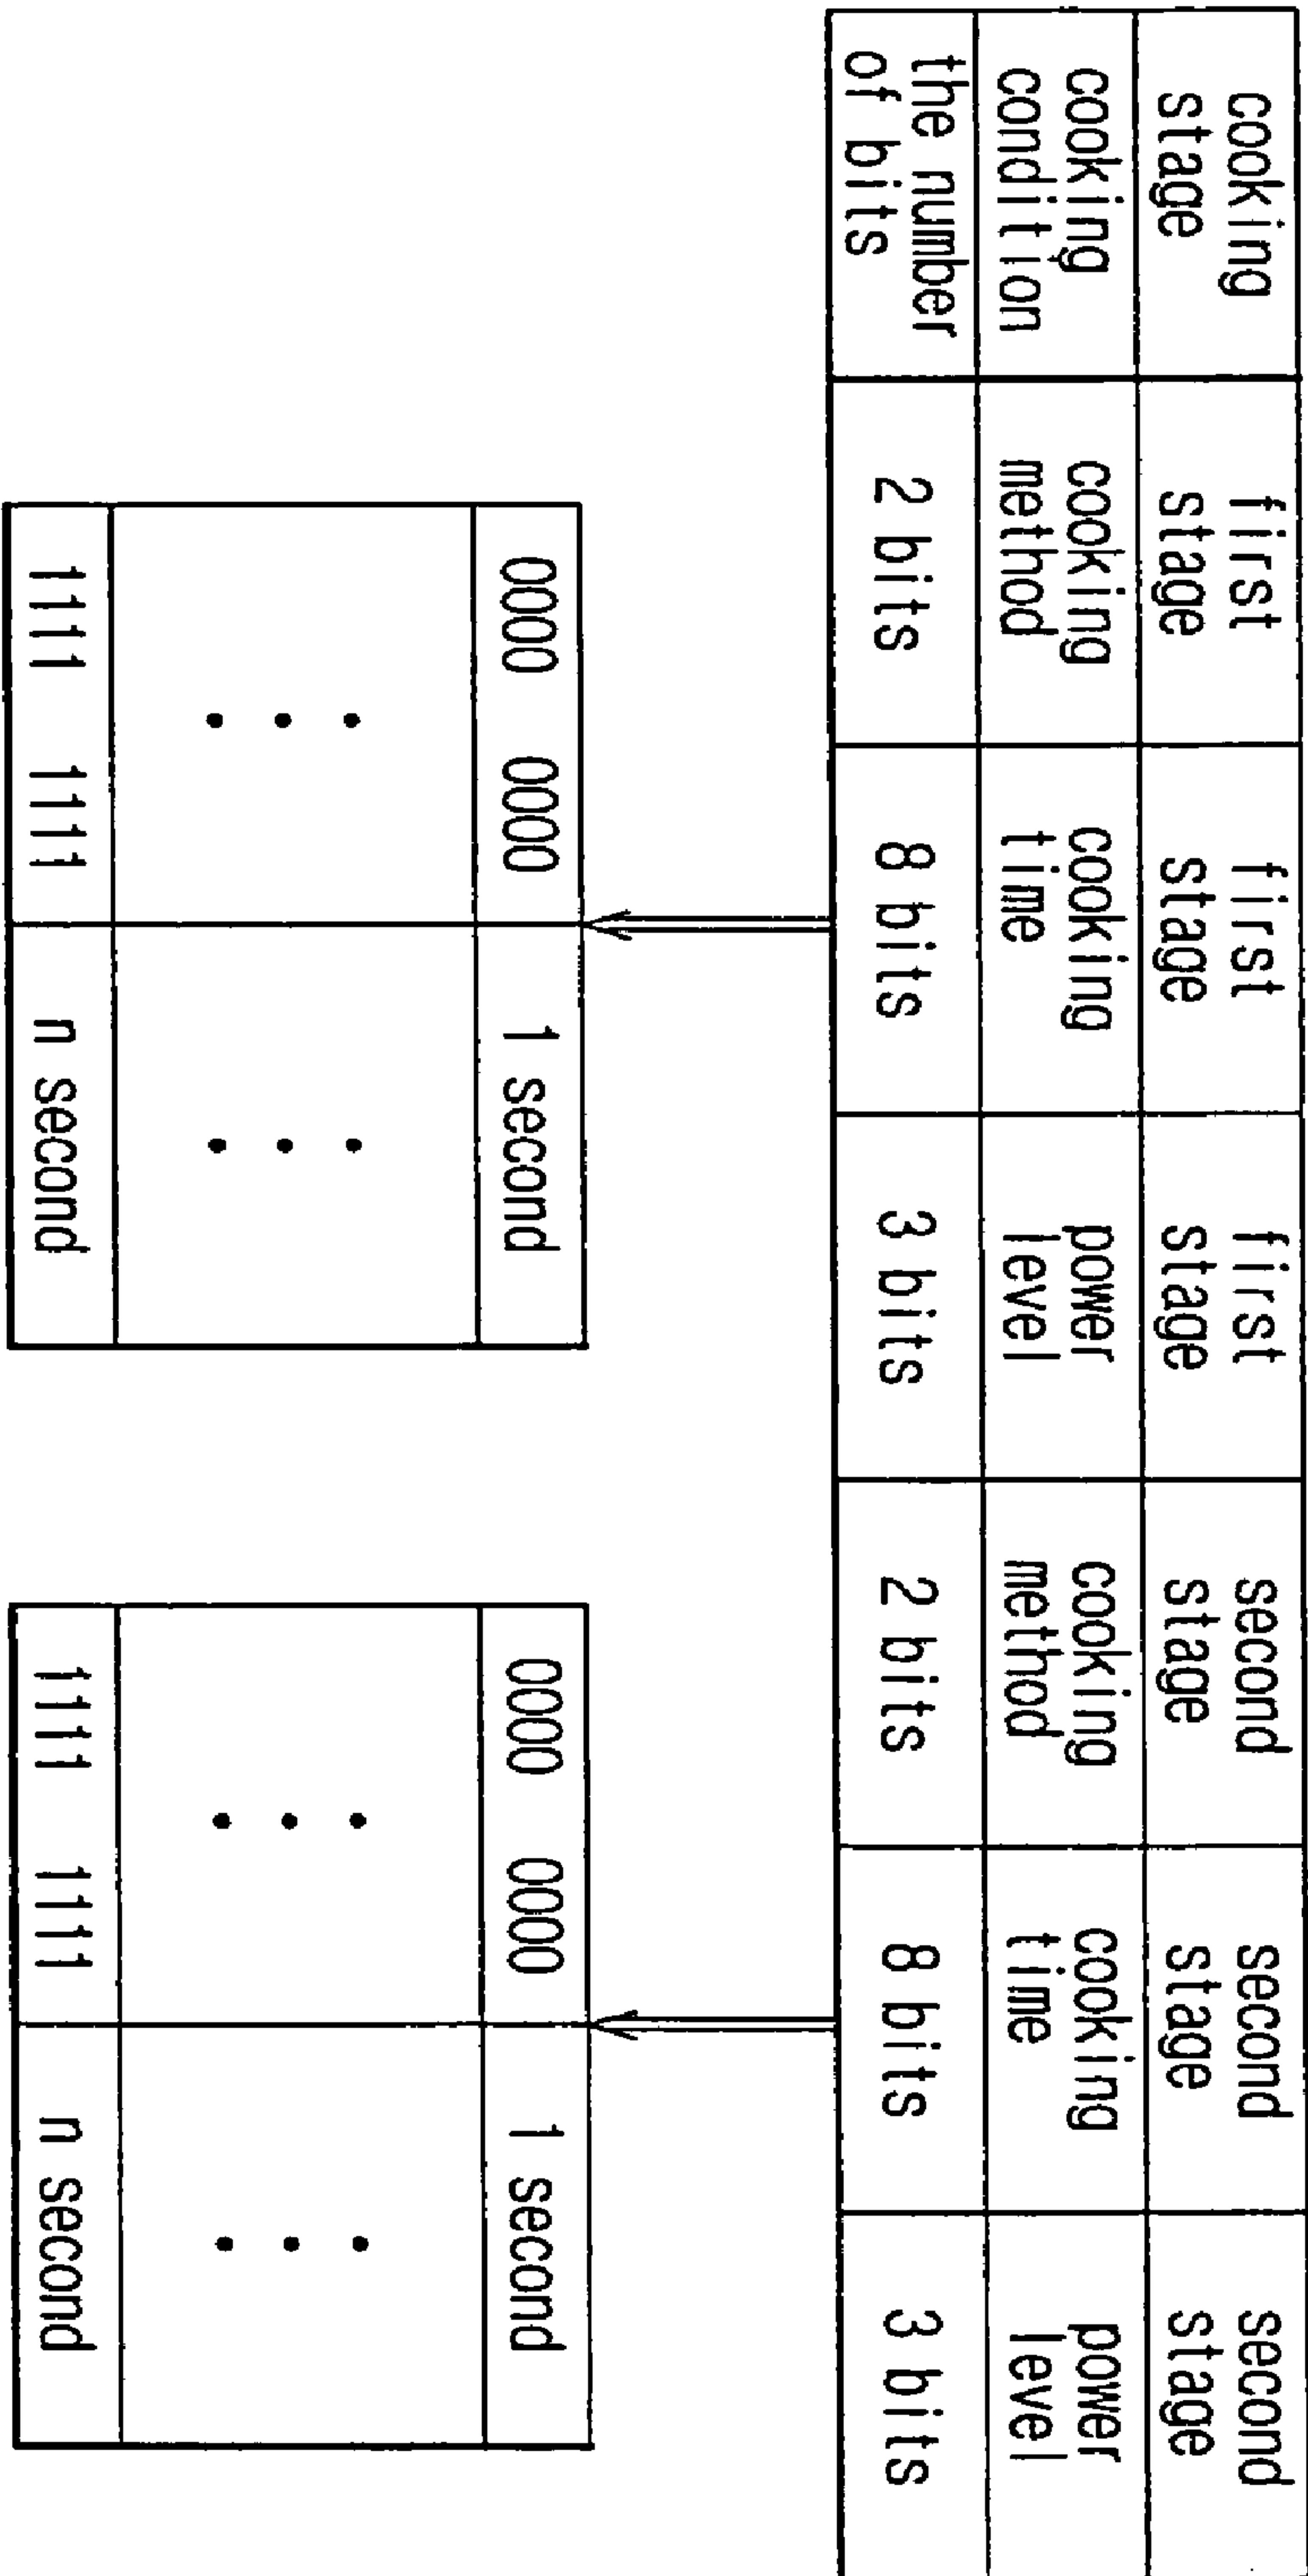 cooking stage | first stage | first stage | first stage | second stage | second stage | second stage
cooking condition | cooking method | cooking time | power level | cooking method | cooking time | power level
the number of bits | 2 bits | 8 bits | 3 bits | 2 bits | 8 bits | 3 bits
0000 0000 | 1 second
... | ...
1111 1111 | n second
0000 0000 | 1 second
... | ...
1111 1111 | n second